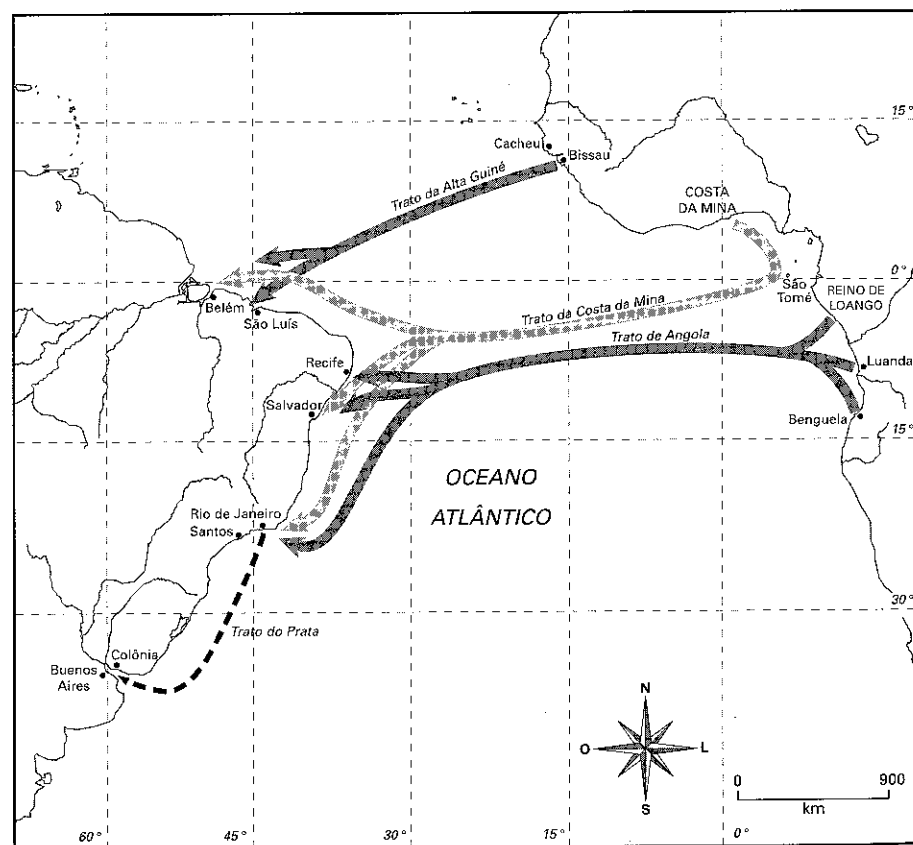 15°
Cacheu
Bissau
Trato da Alta Guiné
COSTA
DA MINA
0°
São
Tomé
REINO DE
LOANGO
Belém
São Luís
Trato da Costa da Mina
Trato de Angola
Recife
Luanda
Salvador
Benguela
15°
OCEANO
ATLÂNTICO
Rio de Janeiro
Santos
30°
Trato do Prata
Colônia
Buenos
Aires
N
O
L
S
0
900
km
60°
45°
30°
15°
0°